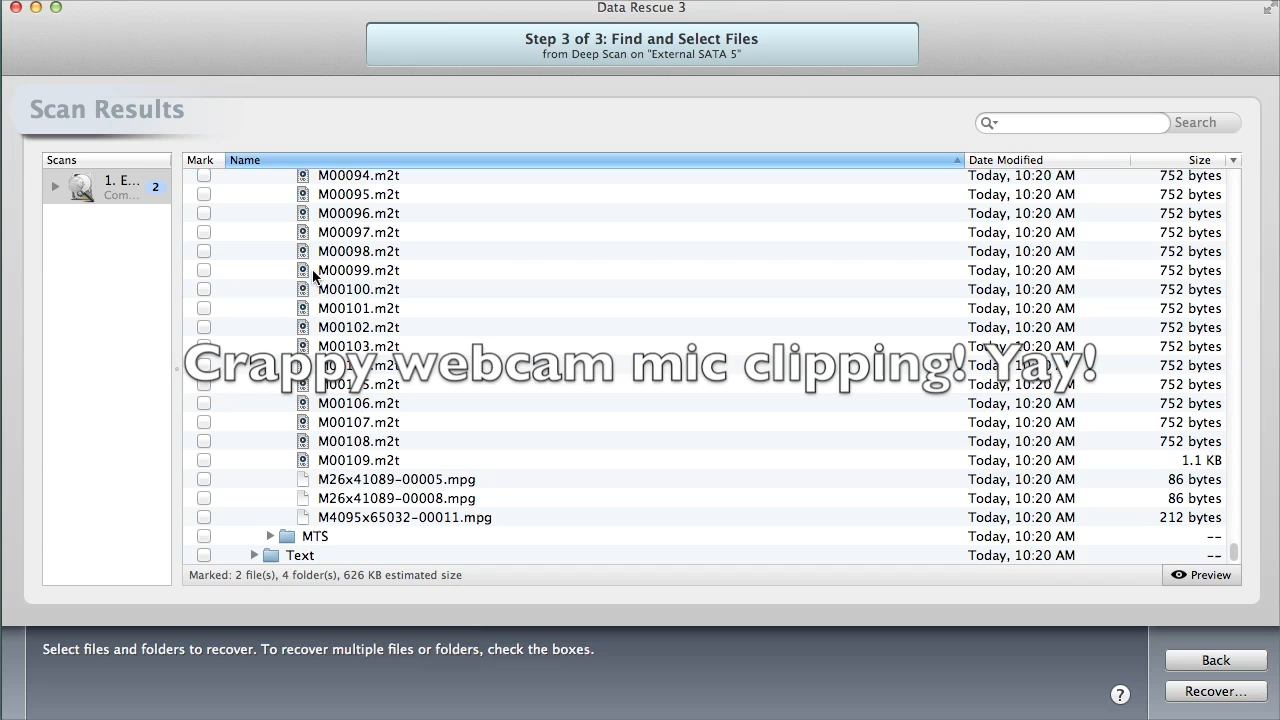 Data Rescue 3
Step 3 of 3: Find and Select Files
from Deep Scan on "External SATA 5"
Scan Results
Search
Scans
Mark Name Date Modified Size
1. E... 2
Com...
M00094.m2t Today, 10:20 AM 752 bytes
M00095.m2t Today, 10:20 AM 752 bytes
M00096.m2t Today, 10:20 AM 752 bytes
M00097.m2t Today, 10:20 AM 752 bytes
M00098.m2t Today, 10:20 AM 752 bytes
M00099.m2t Today, 10:20 AM 752 bytes
M00100.m2t Today, 10:20 AM 752 bytes
M00101.m2t Today, 10:20 AM 752 bytes
M00102.m2t Today, 10:20 AM 752 bytes
M00103.m2t Today, 10:20 AM 752 bytes
Crappy webcam mic clipping! Yay!
10:20 AM 752 bytes
Today, 10:20 AM 752 bytes
M00106.m2t Today, 10:20 AM 752 bytes
M00107.m2t Today, 10:20 AM 752 bytes
M00108.m2t Today, 10:20 AM 752 bytes
M00109.m2t Today, 10:20 AM 1.1 KB
M26x41089-00005.mpg Today, 10:20 AM 86 bytes
M26x41089-00008.mpg Today, 10:20 AM 86 bytes
M4095x65032-00011.mpg Today, 10:20 AM 212 bytes
MTS Today, 10:20 AM --
Text Today, 10:20 AM --
Marked: 2 file(s), 4 folder(s), 626 KB estimated size
Preview
Select files and folders to recover. To recover multiple files or folders, check the boxes.
Back
?
Recover...